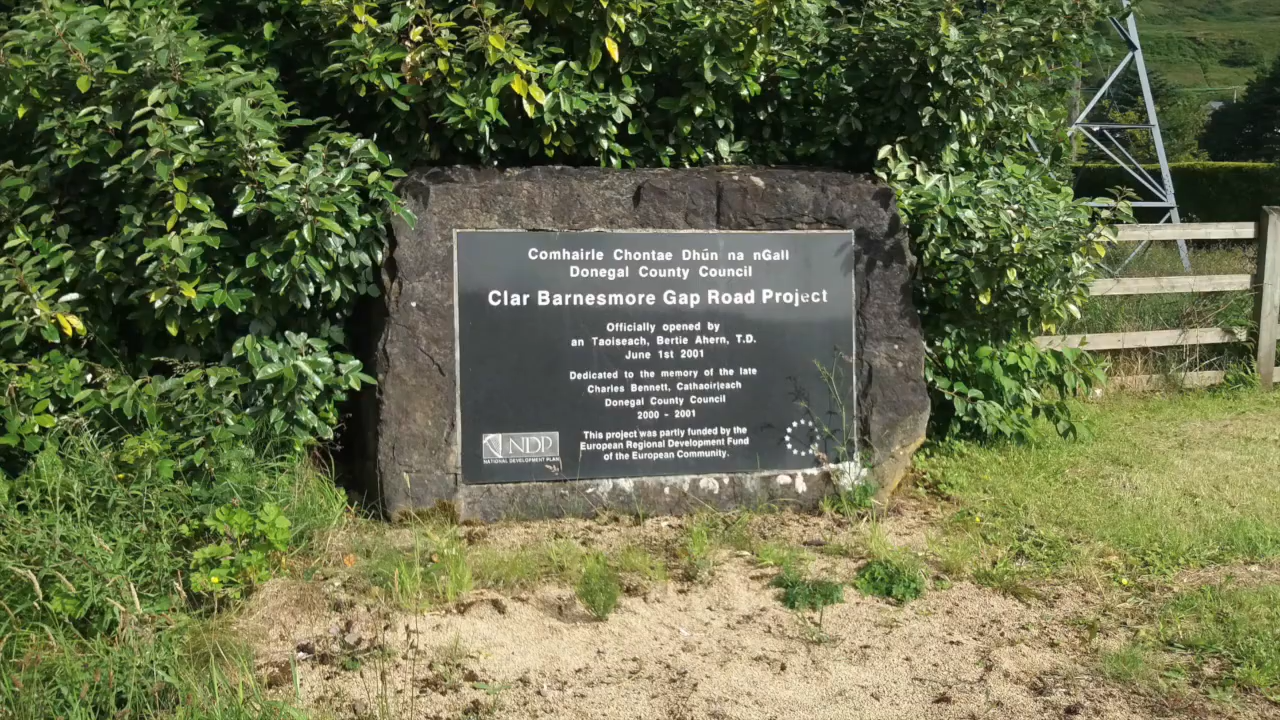 Comhairle Chontae Dhún na nGall
Donegal County Council
Clar Barnesmore Gap Road Project
Officially opened by
an Taoiseach, Bertie Ahern, T.D.
June 1st 2001
Dedicated to the memory of the late
Charles Bennett, Cathaoirleach
Donegal County Council
2000 - 2001
This project was partly funded by the
European Regional Development Fund
of the European Community.
NDP
NATIONAL DEVELOPMENT PLAN